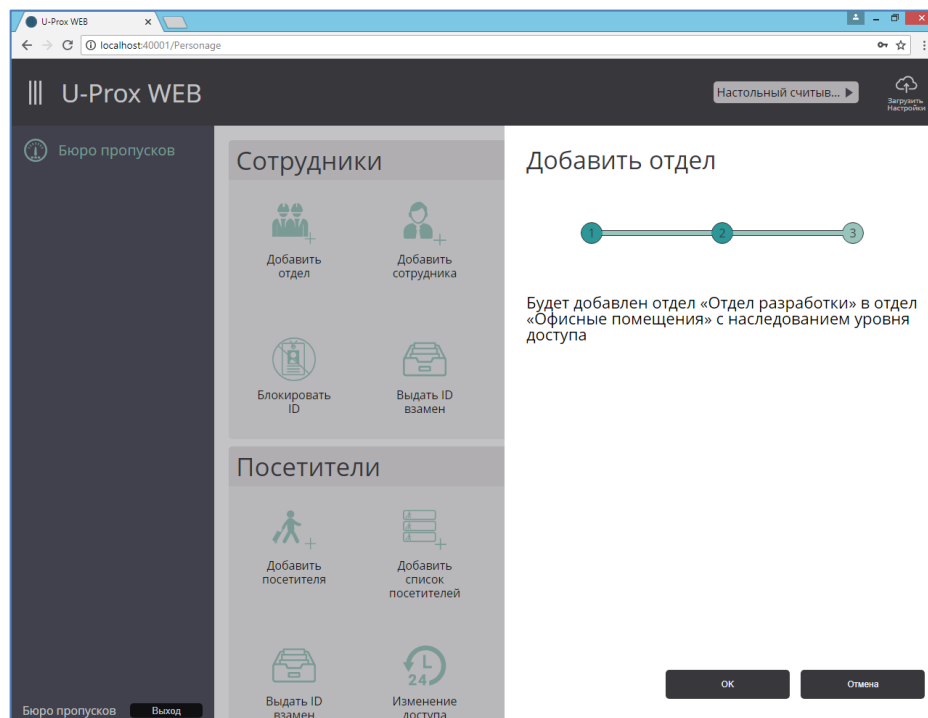 U-Prox WEB
localhost:40001/Personage
U-Prox WEB
Настольный считыв...
Загрузить
Настройки
Бюро пропусков
Сотрудники
Добавить
отдел
Добавить
сотрудника
Блокировать
ID
Выдать ID
взамен
Посетители
Добавить
посетителя
Добавить
список
посетителей
24
Выдать ID
взамен
Изменение
доступа
Добавить отдел
1
2
3
Будет добавлен отдел «Отдел разработки» в отдел
«Офисные помещения» с наследованием уровня
доступа
ОК
Отмена
Бюро пропусков
Выход